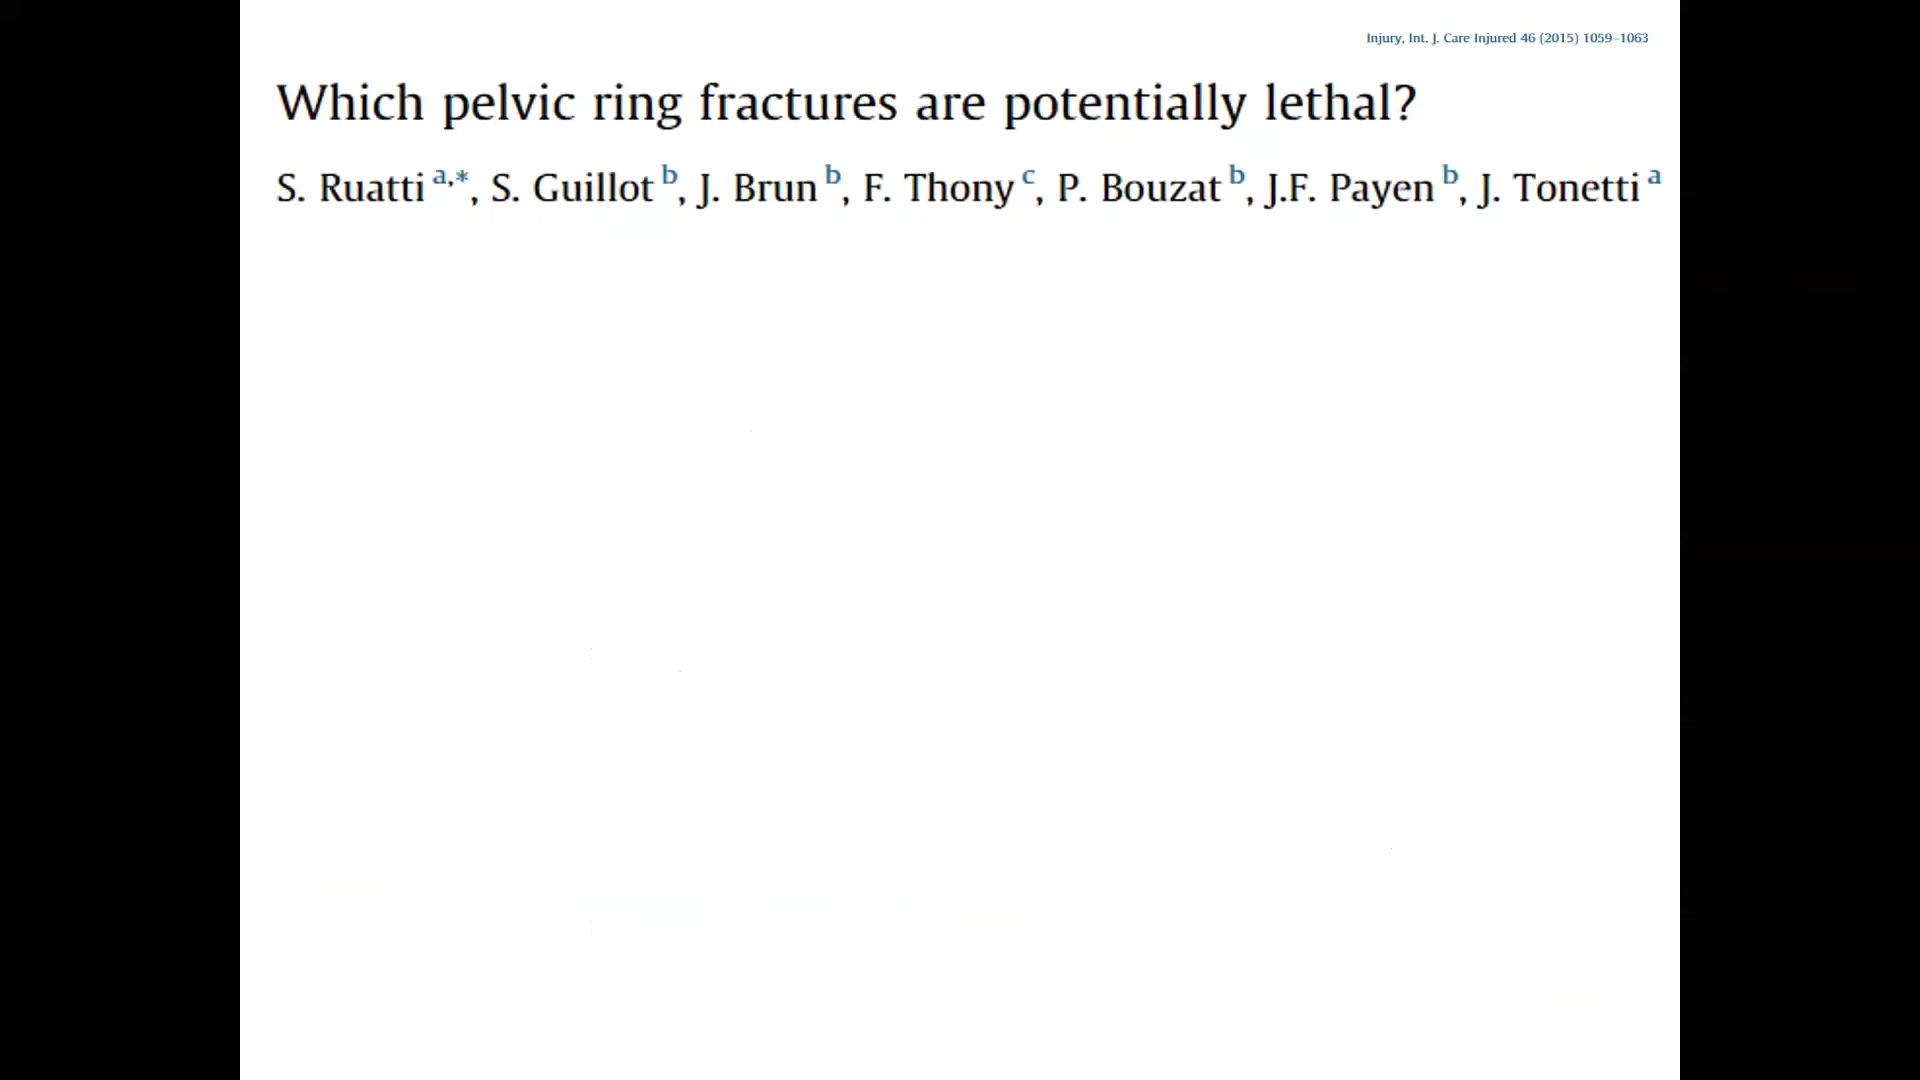 Injury, Int. J. Care Injured 46 (2015) 1059–1063
Which pelvic ring fractures are potentially lethal?
S. Ruatti a,*, S. Guillot b, J. Brun b, F. Thony c, P. Bouzat b, J.F. Payen b, J. Tonetti a